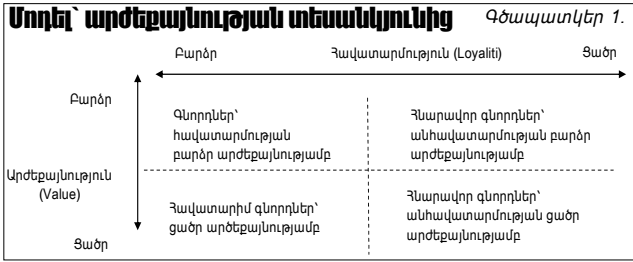 Մոդել՝ արժեքայնության տեսանկյունից
Գծապատկեր 1.
Բարձր
Հավատարմություն (Loyaliti)
Ցածր
Բարձր
Արժեքայնություն
(Value)
Ցածր
Գնորդներ՝
հավատարմության
բարձր արժեքայնությամբ
Հնարավոր գնորդներ՝
անհավատարմության բարձր
արժեքայնությամբ
Հավատարիմ գնորդներ՝
ցածր արծեքայնությամբ
Հնարավոր գնորդներ՝
անհավատարմության ցածր
արժեքայնությամբ